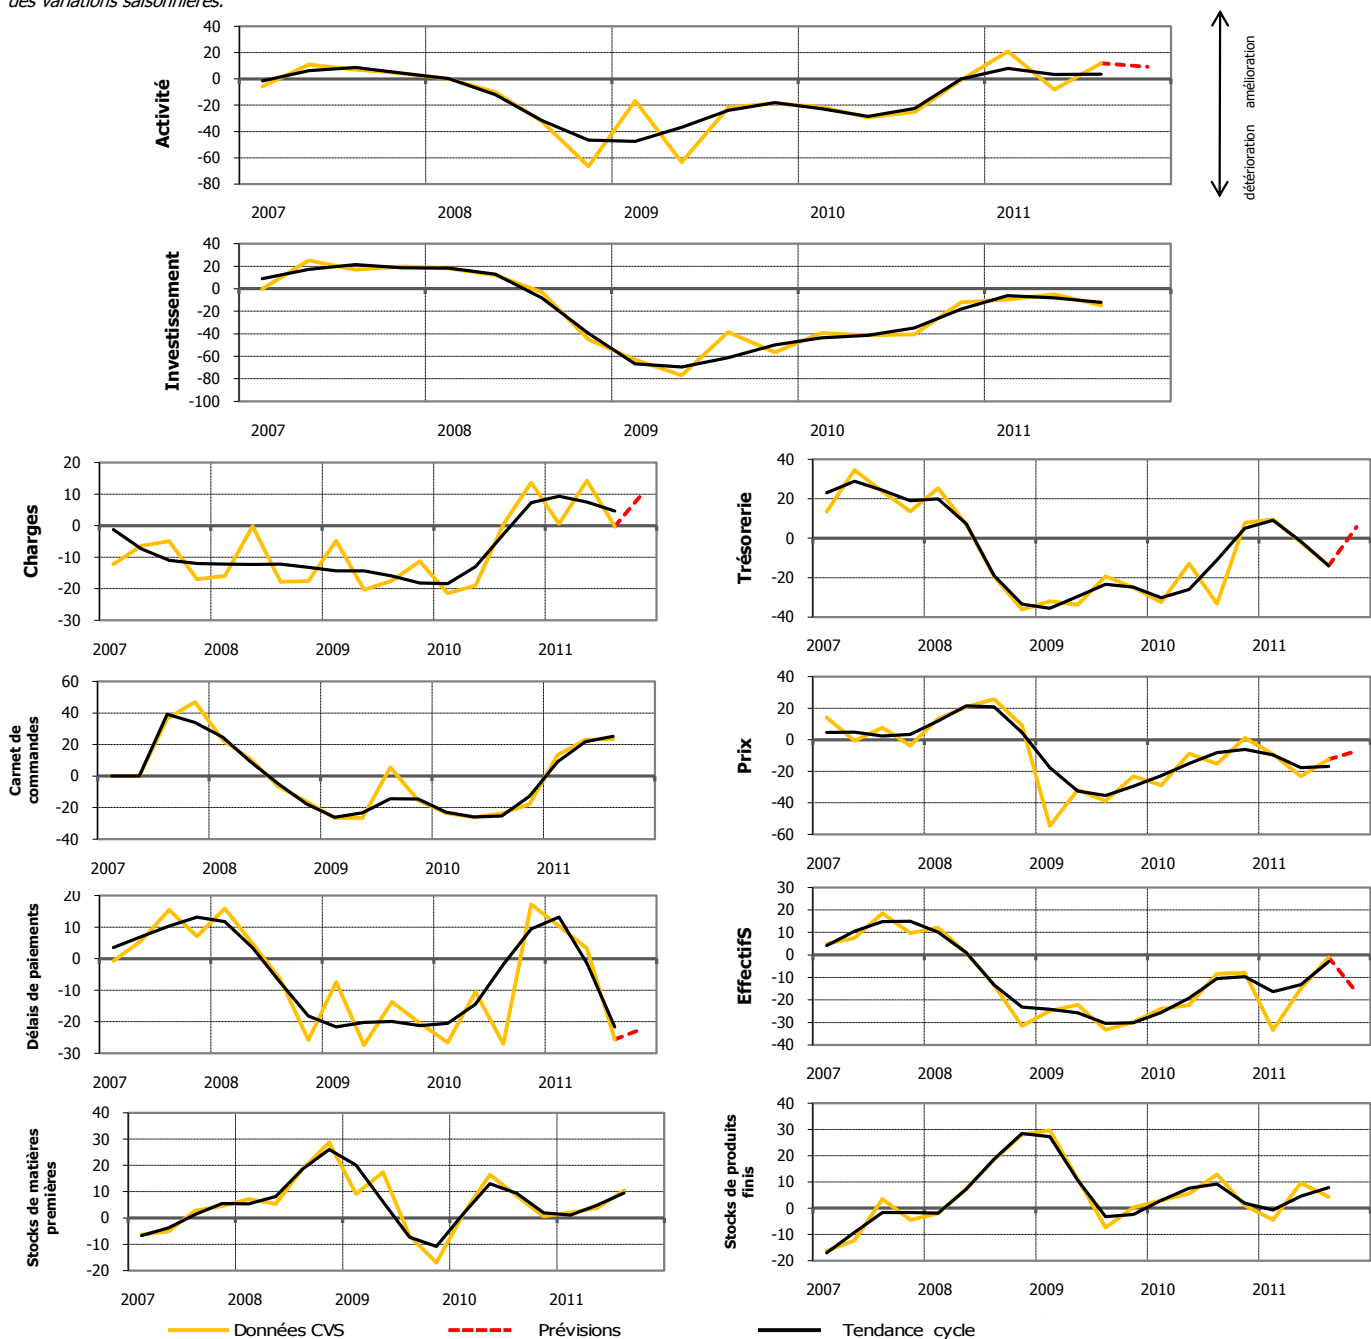 des variations saisonnières.
40
20
0
-20
-40
-60
-80
Activité
2007 2008 2009 2010 2011
détérioration amélioration
40
20
0
-20
-40
-60
-80
-100
Investissement
2007 2008 2009 2010 2011
20
10
0
-10
-20
-30
Charges
2007 2008 2009 2010 2011
40
20
0
-20
-40
Trésorerie
2007 2008 2009 2010 2011
60
40
20
0
-20
-40
Carnet de
commandes
2007 2008 2009 2010 2011
40
20
0
-20
-40
-60
Prix
2007 2008 2009 2010 2011
20
10
0
-10
-20
-30
Délais de paiements
2007 2008 2009 2010 2011
30
20
10
0
-10
-20
-30
-40
EffectifS
2007 2008 2009 2010 2011
40
30
20
10
0
-10
-20
Stocks de matières
premières
2007 2008 2009 2010 2011
40
30
20
10
0
-10
-20
Stocks de produits
finis
2007 2008 2009 2010 2011
Données CVS Prévisions Tendance cycle